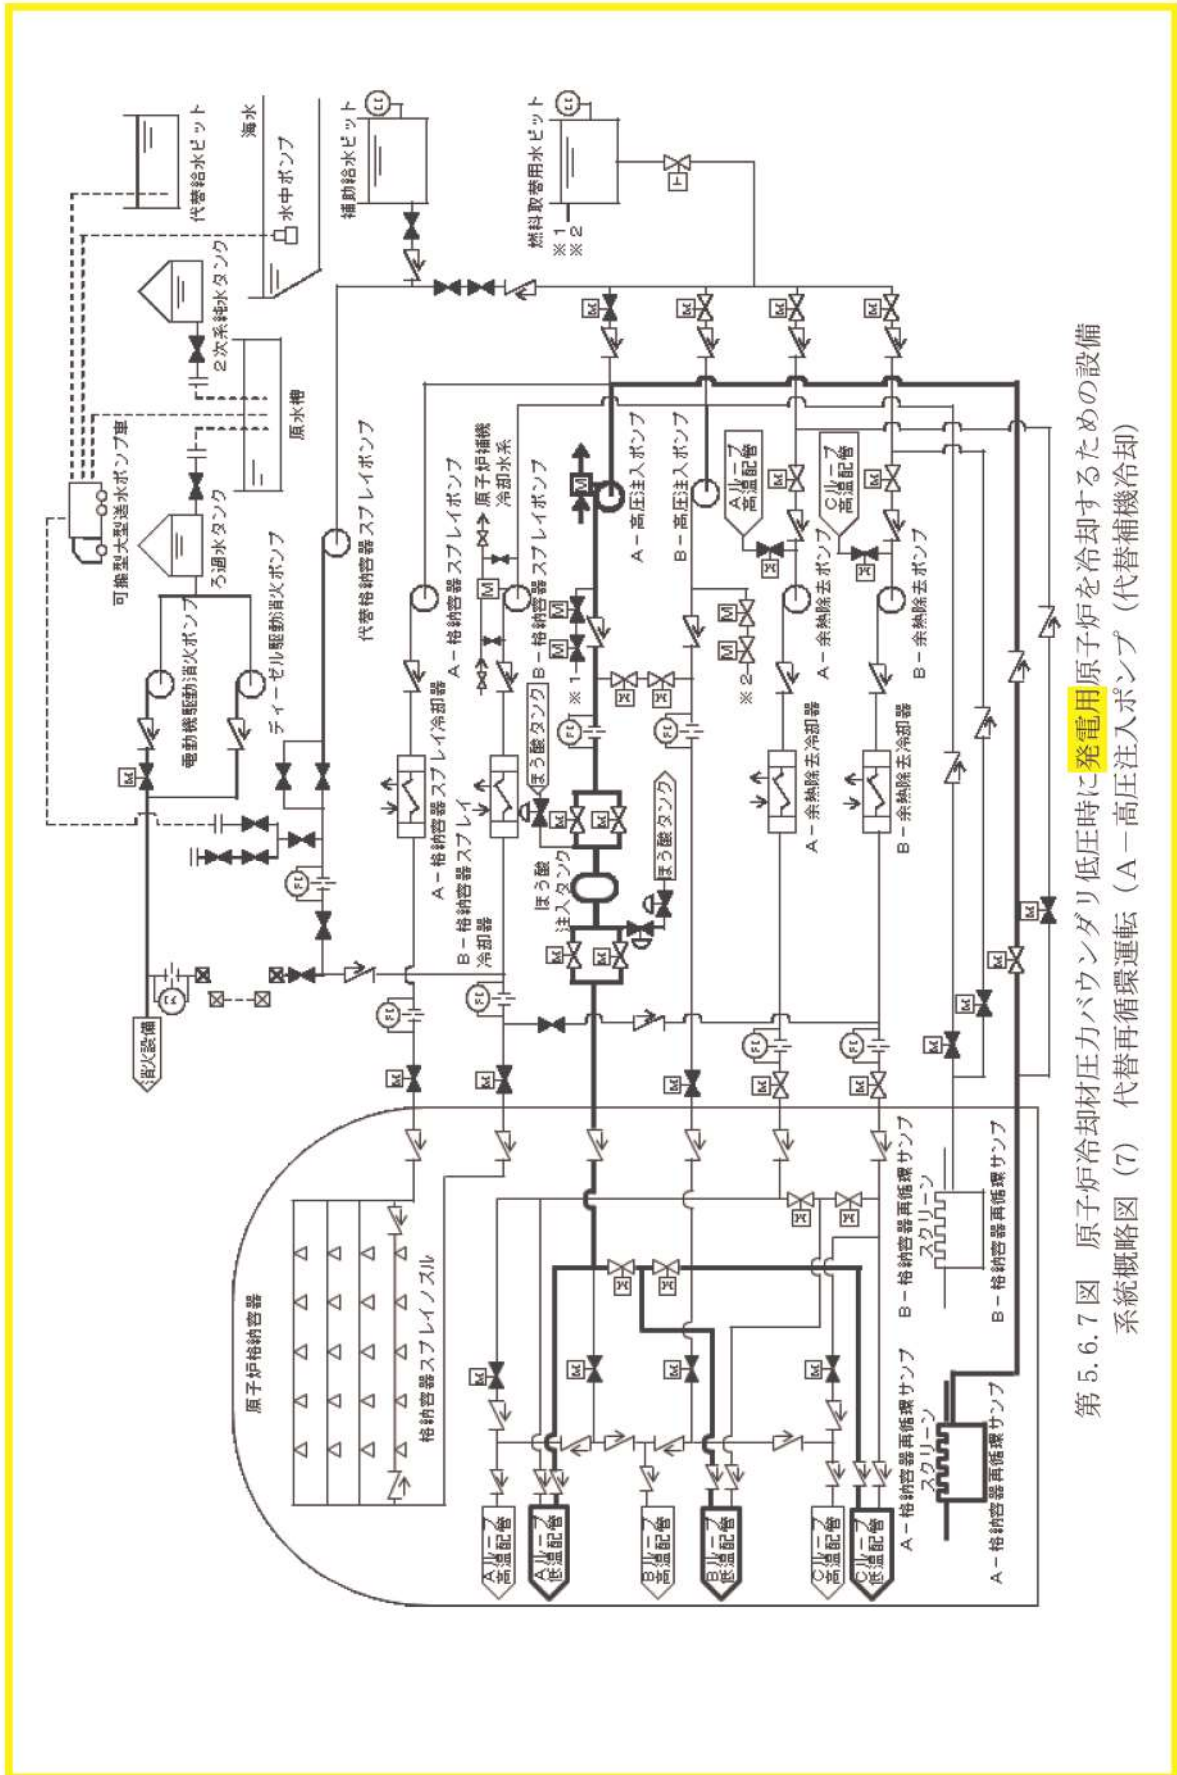 代替給水ピット
海水
水中ポンプ
2次系純水タンク
原水槽
可搬型大型送水ポンプ車
ろ過水タンク
電動機駆動消火ポンプ
ディーゼル駆動消火ポンプ
消火設備
補助給水ピット
燃料取替用水ピット
※1
※2
代替格納容器スプレイポンプ
A－格納容器スプレイポンプ
原子炉補機
冷却水系
B－格納容器スプレイポンプ
A－高圧注入ポンプ
B－高圧注入ポンプ
Aループ
高温配管
Cループ
高温配管
A－余熱除去ポンプ
B－余熱除去ポンプ
A－格納容器スプレイ冷却器
B－格納容器スプレイ
冷却器
ほう酸タンク
ほう酸
注入タンク
ほう酸タンク
※1
※2
A－余熱除去冷却器
B－余熱除去冷却器
原子炉格納容器
格納容器スプレイノズル
Aループ
高温配管
Aループ
低温配管
Bループ
高温配管
Bループ
低温配管
Cループ
高温配管
Cループ
低温配管
B－格納容器再循環サンプ
スクリーン
B－格納容器再循環サンプ
A－格納容器再循環サンプ
スクリーン
A－格納容器再循環サンプ
第5.6.7図 原子炉冷却材圧力バウンダリ低圧時に発電用原子炉を冷却するための設備
系統概略図（7） 代替再循環運転（A－高圧注入ポンプ（代替補機冷却）